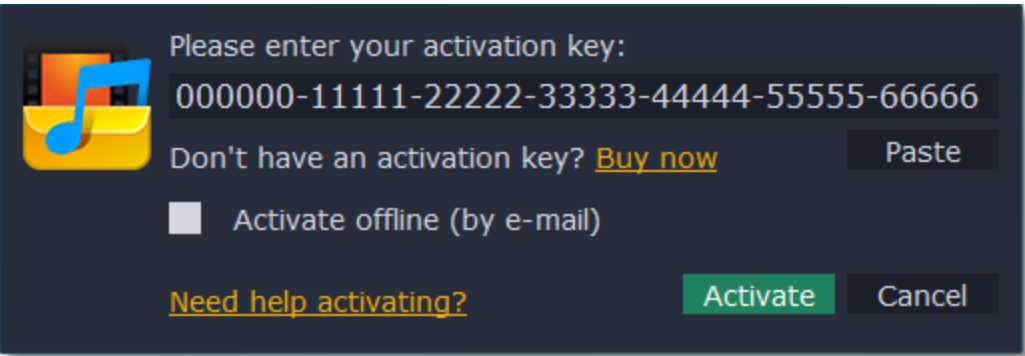 Please enter your activation key:
000000-11111-22222-33333-44444-55555-66666
Don't have an activation key? Buy now
Paste
Activate offline (by e-mail)
Need help activating?
Activate
Cancel